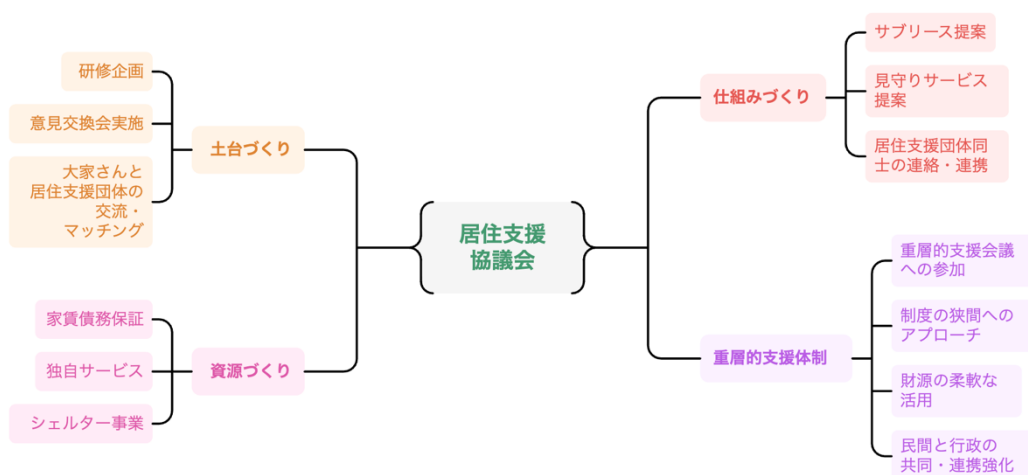 居住支援
協議会
土台づくり
研修企画
意見交換会実施
大家さんと
居住支援団体の
交流・
マッチング
資源づくり
家賃債務保証
独自サービス
シェルター事業
仕組みづくり
サブリース提案
見守りサービス
提案
居住支援団体同
士の連絡・連携
重層的支援体制
重層的支援会議
への参加
制度の狭間への
アプローチ
財源の柔軟な
活用
民間と行政の
共同・連携強化